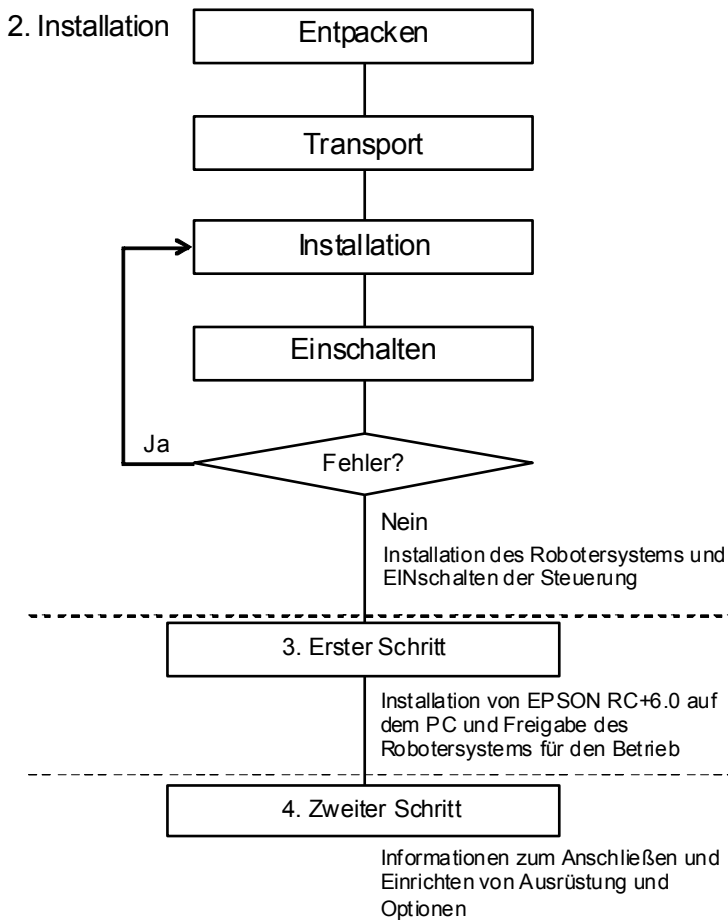 2. Installation
Entpacken
Transport
Installation
Einschalten
Ja
Fehler?
Nein
Installation des Robotersystems und
EINschalten der Steuerung
3. Erster Schritt
Installation von EPSON RC+6.0 auf
dem PC und Freigabe des
Robotersystems für den Betrieb
4. Zweiter Schritt
Informationen zum Anschließen und
Einrichten von Ausrüstung und
Optionen